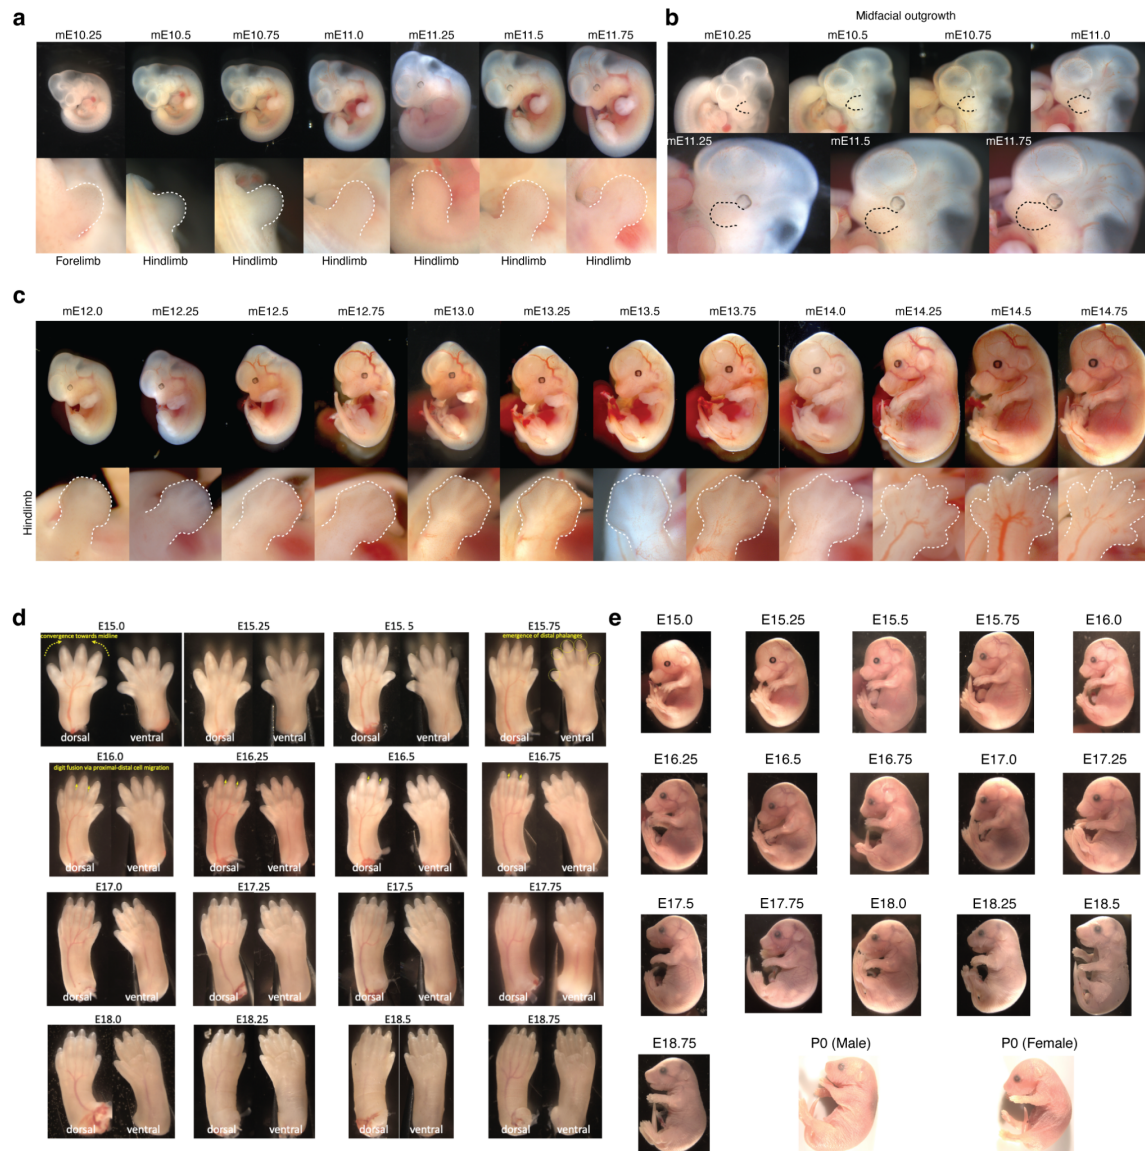 a
mE10.25 mE10.5 mE10.75 mE11.0 mE11.25 mE11.5 mE11.75
Forelimb Hindlimb Hindlimb Hindlimb Hindlimb Hindlimb Hindlimb
b
Midfacial outgrowth
mE10.25 mE10.5 mE10.75 mE11.0
mE11.25 mE11.5 mE11.75
c
mE12.0 mE12.25 mE12.5 mE12.75 mE13.0 mE13.25 mE13.5 mE13.75 mE14.0 mE14.25 mE14.5 mE14.75
Hindlimb
d
E15.0 E15.25 E15. 5 E15.75
convergence towards midline emergence of distal phalanges
dorsal ventral dorsal ventral dorsal ventral dorsal ventral
E16.0 E16.25 E16.5 E16.75
digit fusion via proximal-distal cell migration
dorsal ventral dorsal ventral dorsal ventral dorsal ventral
E17.0 E17.25 E17.5 E17.75
dorsal ventral dorsal ventral dorsal ventral dorsal ventral
E18.0 E18.25 E18.5 E18.75
dorsal ventral dorsal ventral dorsal ventral dorsal ventral
e
E15.0 E15.25 E15.5 E15.75 E16.0
E16.25 E16.5 E16.75 E17.0 E17.25
E17.5 E17.75 E18.0 E18.25 E18.5
E18.75 P0 (Male) P0 (Female)